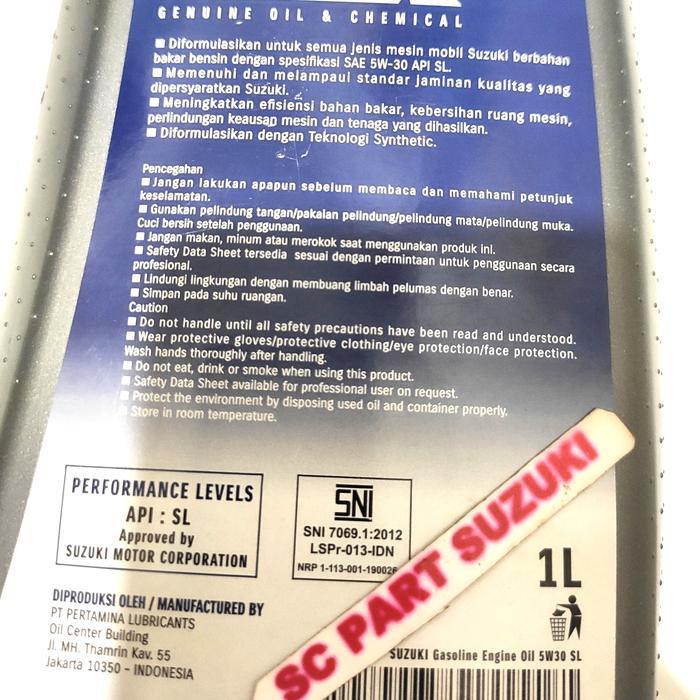 GENUINE OIL & CHEMICAL
■ Diformulasikan untuk semua jenis mesin mobil Suzuki berbahan
bakar bensin dengan spesifikasi SAE 5W-30 API SL.
■ Memenuhi dan melampaui standar jaminan kualitas yang
dipersyaratkan Suzuki.
■ Meningkatkan efisiensi bahan bakar, kebersihan ruang mesin,
perlindungan keausan mesin dan tenaga yang dihasilkan.
■ Diformulasikan dengan Teknologi Synthetic.
Pencegahan
■ Jangan lakukan apapun sebelum membaca dan memahami petunjuk
keselamatan.
■ Gunakan pelindung tangan/pakaian pelindung/pelindung mata/pelindung muka.
Cuci bersih setelah penggunaan.
■ Jangan makan, minum atau merokok saat menggunakan produk ini.
■ Safety Data Sheet tersedia sesuai dengan permintaan untuk penggunaan secara
profesional.
■ Lindungi lingkungan dengan membuang limbah pelumas dengan benar.
■ Simpan pada suhu ruangan.
Caution
■ Do not handle until all safety precautions have been read and understood.
■ Wear protective gloves/protective clothing/eye protection/face protection.
Wash hands thoroughly after handling.
■ Do not eat, drink or smoke when using this product.
■ Safety Data Sheet available for professional user on request.
■ Protect the environment by disposing used oil and container properly.
■ Store in room temperature.
PERFORMANCE LEVELS
API : SL
Approved by
SUZUKI MOTOR CORPORATION
SNI
SNI 7069.1:2012
LSPr-013-IDN
NRP 1-113-001-190026
SC PART SUZUKI
1L
DIPRODUKSI OLEH / MANUFACTURED BY
PT PERTAMINA LUBRICANTS
Oil Center Building
Jl. MH. Thamrin Kav. 55
Jakarta 10350 - INDONESIA
SUZUKI Gasoline Engine Oil 5W30 SL